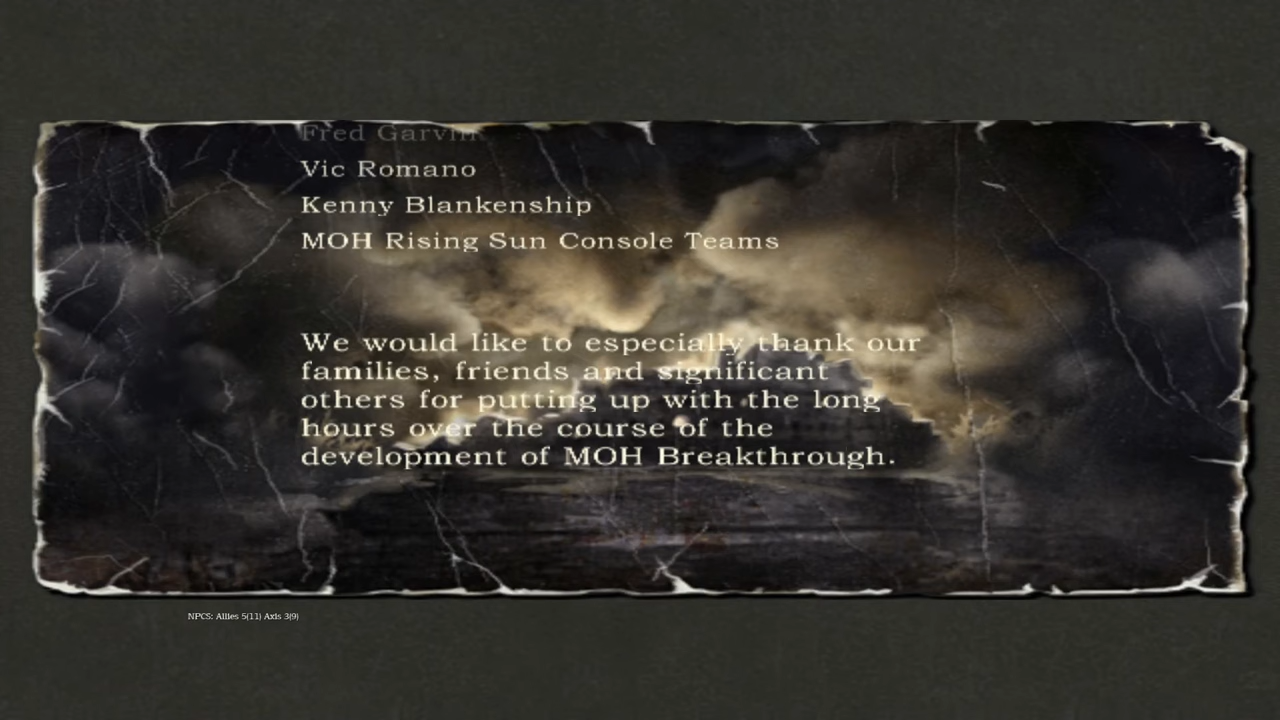 Fred Garvin
Vic Romano
Kenny Blankenship
MOH Rising Sun Console Teams
We would like to especially thank our
families, friends and significant
others for putting up with the long
hours over the course of the
development of MOH Breakthrough.
NPCS: Allies 5(11) Axis 3(9)